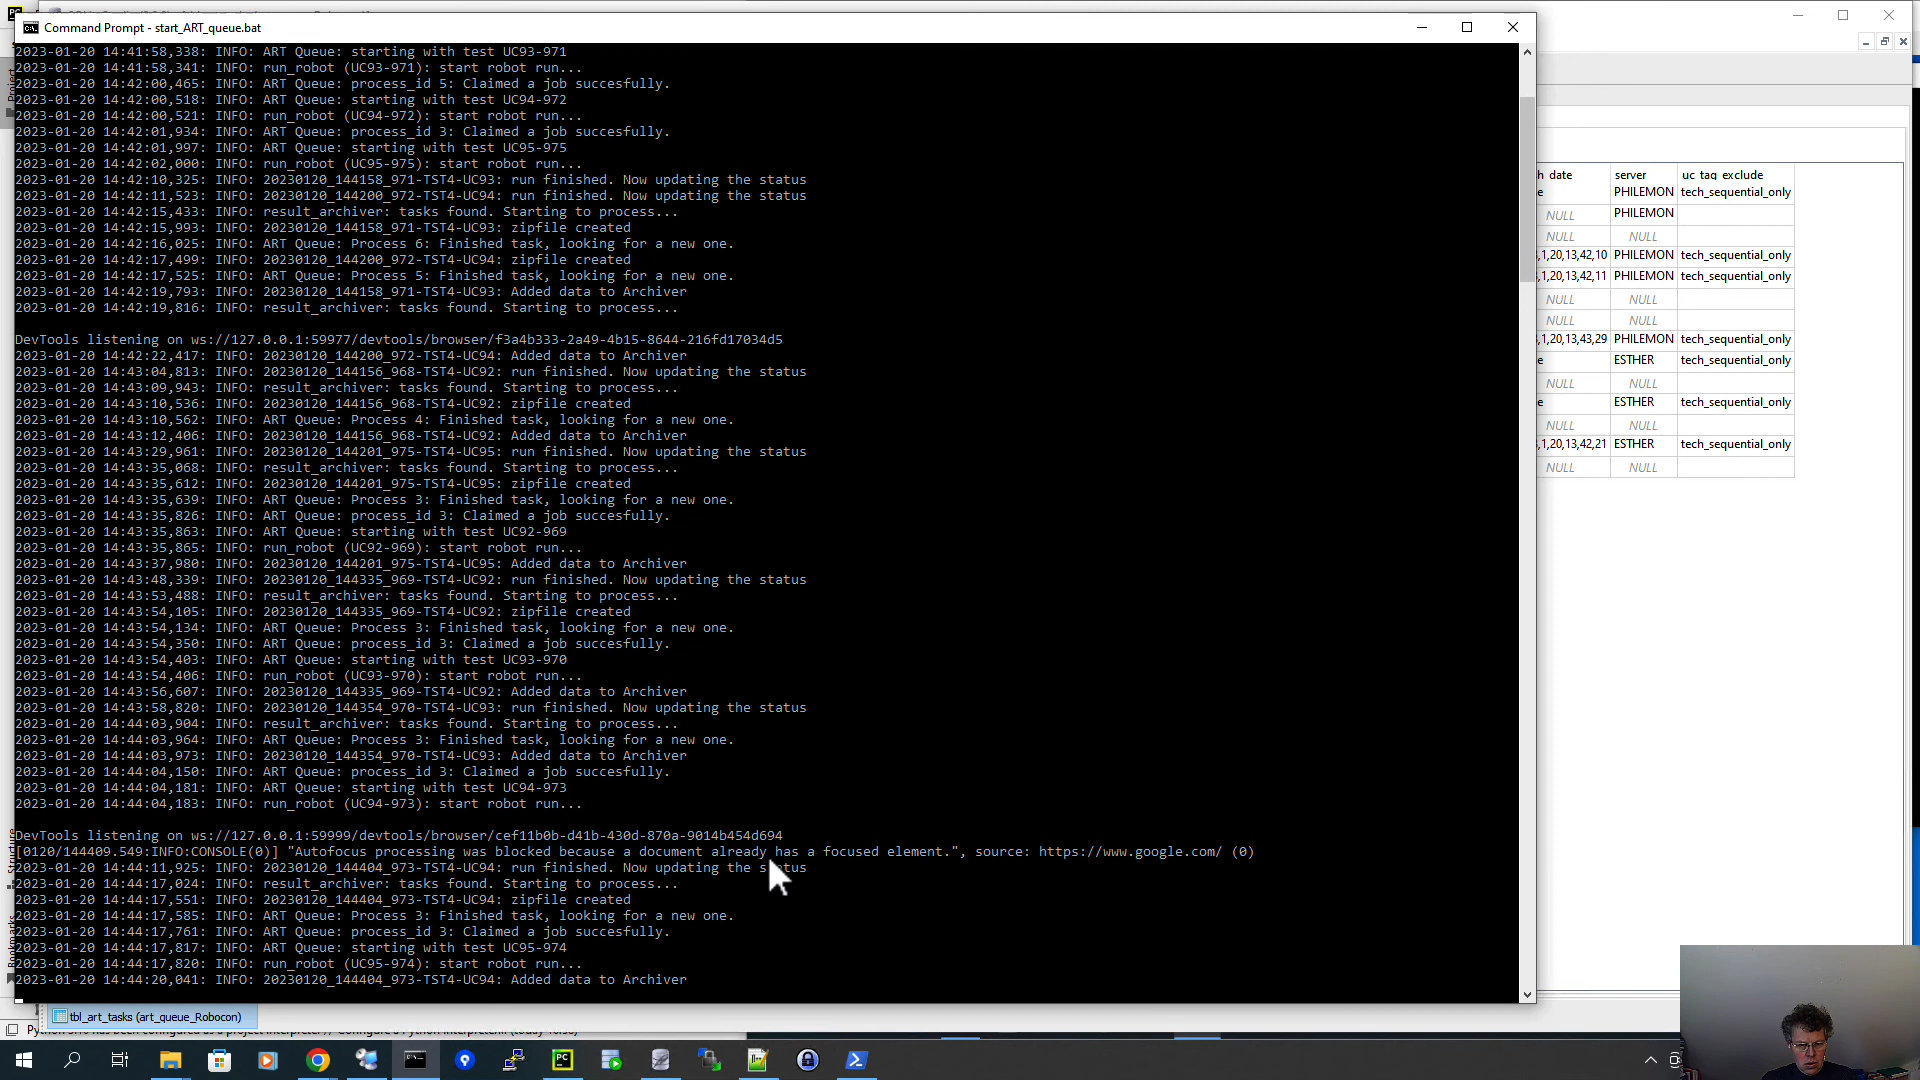 Command Prompt - start_ART_queue.bat
2023-01-20 14:41:58,338: INFO: ART Queue: starting with test UC93-971
2023-01-20 14:41:58,341: INFO: run_robot (UC93-971): start robot run...
2023-01-20 14:42:00,465: INFO: ART Queue: process_id 5: Claimed a job succesfully.
2023-01-20 14:42:00,518: INFO: ART Queue: starting with test UC94-972
2023-01-20 14:42:00,521: INFO: run_robot (UC94-972): start robot run...
2023-01-20 14:42:01,934: INFO: ART Queue: process_id 3: Claimed a job succesfully.
2023-01-20 14:42:01,997: INFO: ART Queue: starting with test UC95-975
2023-01-20 14:42:02,000: INFO: run_robot (UC95-975): start robot run...
2023-01-20 14:42:10,325: INFO: 20230120_144158_971-TST4-UC93: run finished. Now updating the status
2023-01-20 14:42:11,523: INFO: 20230120_144200_972-TST4-UC94: run finished. Now updating the status
2023-01-20 14:42:15,433: INFO: result_archiver: tasks found. Starting to process...
2023-01-20 14:42:15,993: INFO: 20230120_144158_971-TST4-UC93: zipfile created
2023-01-20 14:42:16,025: INFO: ART Queue: Process 6: Finished task, looking for a new one.
2023-01-20 14:42:17,499: INFO: 20230120_144200_972-TST4-UC94: zipfile created
2023-01-20 14:42:17,525: INFO: ART Queue: Process 5: Finished task, looking for a new one.
2023-01-20 14:42:19,793: INFO: 20230120_144158_971-TST4-UC93: Added data to Archiver
2023-01-20 14:42:19,816: INFO: result_archiver: tasks found. Starting to process...
DevTools listening on ws://127.0.0.1:59977/devtools/browser/f3a4b333-2a49-4b15-8644-216fd17034d5
2023-01-20 14:42:22,417: INFO: 20230120_144200_972-TST4-UC94: Added data to Archiver
2023-01-20 14:43:04,813: INFO: 20230120_144156_968-TST4-UC92: run finished. Now updating the status
2023-01-20 14:43:09,943: INFO: result_archiver: tasks found. Starting to process...
2023-01-20 14:43:10,536: INFO: 20230120_144156_968-TST4-UC92: zipfile created
2023-01-20 14:43:10,562: INFO: ART Queue: Process 4: Finished task, looking for a new one.
2023-01-20 14:43:12,406: INFO: 20230120_144156_968-TST4-UC92: Added data to Archiver
2023-01-20 14:43:29,961: INFO: 20230120_144201_975-TST4-UC95: run finished. Now updating the status
2023-01-20 14:43:35,068: INFO: result_archiver: tasks found. Starting to process...
2023-01-20 14:43:35,612: INFO: 20230120_144201_975-TST4-UC95: zipfile created
2023-01-20 14:43:35,639: INFO: ART Queue: Process 3: Finished task, looking for a new one.
2023-01-20 14:43:35,826: INFO: ART Queue: process_id 3: Claimed a job succesfully.
2023-01-20 14:43:35,863: INFO: ART Queue: starting with test UC92-969
2023-01-20 14:43:35,865: INFO: run_robot (UC92-969): start robot run...
2023-01-20 14:43:37,980: INFO: 20230120_144201_975-TST4-UC95: Added data to Archiver
2023-01-20 14:43:48,339: INFO: 20230120_144335_969-TST4-UC92: run finished. Now updating the status
2023-01-20 14:43:53,488: INFO: result_archiver: tasks found. Starting to process...
2023-01-20 14:43:54,105: INFO: 20230120_144335_969-TST4-UC92: zipfile created
2023-01-20 14:43:54,134: INFO: ART Queue: Process 3: Finished task, looking for a new one.
2023-01-20 14:43:54,350: INFO: ART Queue: process_id 3: Claimed a job succesfully.
2023-01-20 14:43:54,403: INFO: ART Queue: starting with test UC93-970
2023-01-20 14:43:54,406: INFO: run_robot (UC93-970): start robot run...
2023-01-20 14:43:56,607: INFO: 20230120_144335_969-TST4-UC92: Added data to Archiver
2023-01-20 14:43:58,820: INFO: 20230120_144354_970-TST4-UC93: run finished. Now updating the status
2023-01-20 14:44:03,904: INFO: result_archiver: tasks found. Starting to process...
2023-01-20 14:44:03,964: INFO: ART Queue: Process 3: Finished task, looking for a new one.
2023-01-20 14:44:03,973: INFO: 20230120_144354_970-TST4-UC93: Added data to Archiver
2023-01-20 14:44:04,150: INFO: ART Queue: process_id 3: Claimed a job succesfully.
2023-01-20 14:44:04,181: INFO: ART Queue: starting with test UC94-973
2023-01-20 14:44:04,183: INFO: run_robot (UC94-973): start robot run...
DevTools listening on ws://127.0.0.1:59999/devtools/browser/cef11b0b-d41b-430d-870a-9014b454d694
[0120/144409.549:INFO:CONSOLE(0)] "Autofocus processing was blocked because a document already has a focused element.", source: https://www.google.com/ (0)
2023-01-20 14:44:11,925: INFO: 20230120_144404_973-TST4-UC94: run finished. Now updating the status
2023-01-20 14:44:17,024: INFO: result_archiver: tasks found. Starting to process...
2023-01-20 14:44:17,551: INFO: 20230120_144404_973-TST4-UC94: zipfile created
2023-01-20 14:44:17,585: INFO: ART Queue: Process 3: Finished task, looking for a new one.
2023-01-20 14:44:17,761: INFO: ART Queue: process_id 3: Claimed a job succesfully.
2023-01-20 14:44:17,817: INFO: ART Queue: starting with test UC95-974
2023-01-20 14:44:17,820: INFO: run_robot (UC95-974): start robot run...
2023-01-20 14:44:20,041: INFO: 20230120_144404_973-TST4-UC94: Added data to Archiver
h_date server uc_tag_exclude
e PHILEMON tech_sequential_only
NULL PHILEMON
NULL NULL
,1,20,13,42,10 PHILEMON tech_sequential_only
,1,20,13,42,11 PHILEMON tech_sequential_only
NULL NULL
NULL NULL
,1,20,13,43,29 PHILEMON tech_sequential_only
e ESTHER tech_sequential_only
NULL NULL
e ESTHER tech_sequential_only
NULL NULL
,1,20,13,42,21 ESTHER tech_sequential_only
NULL NULL
Project
Structure
Bookmarks
tbl_art_tasks (art_queue_Robocon)